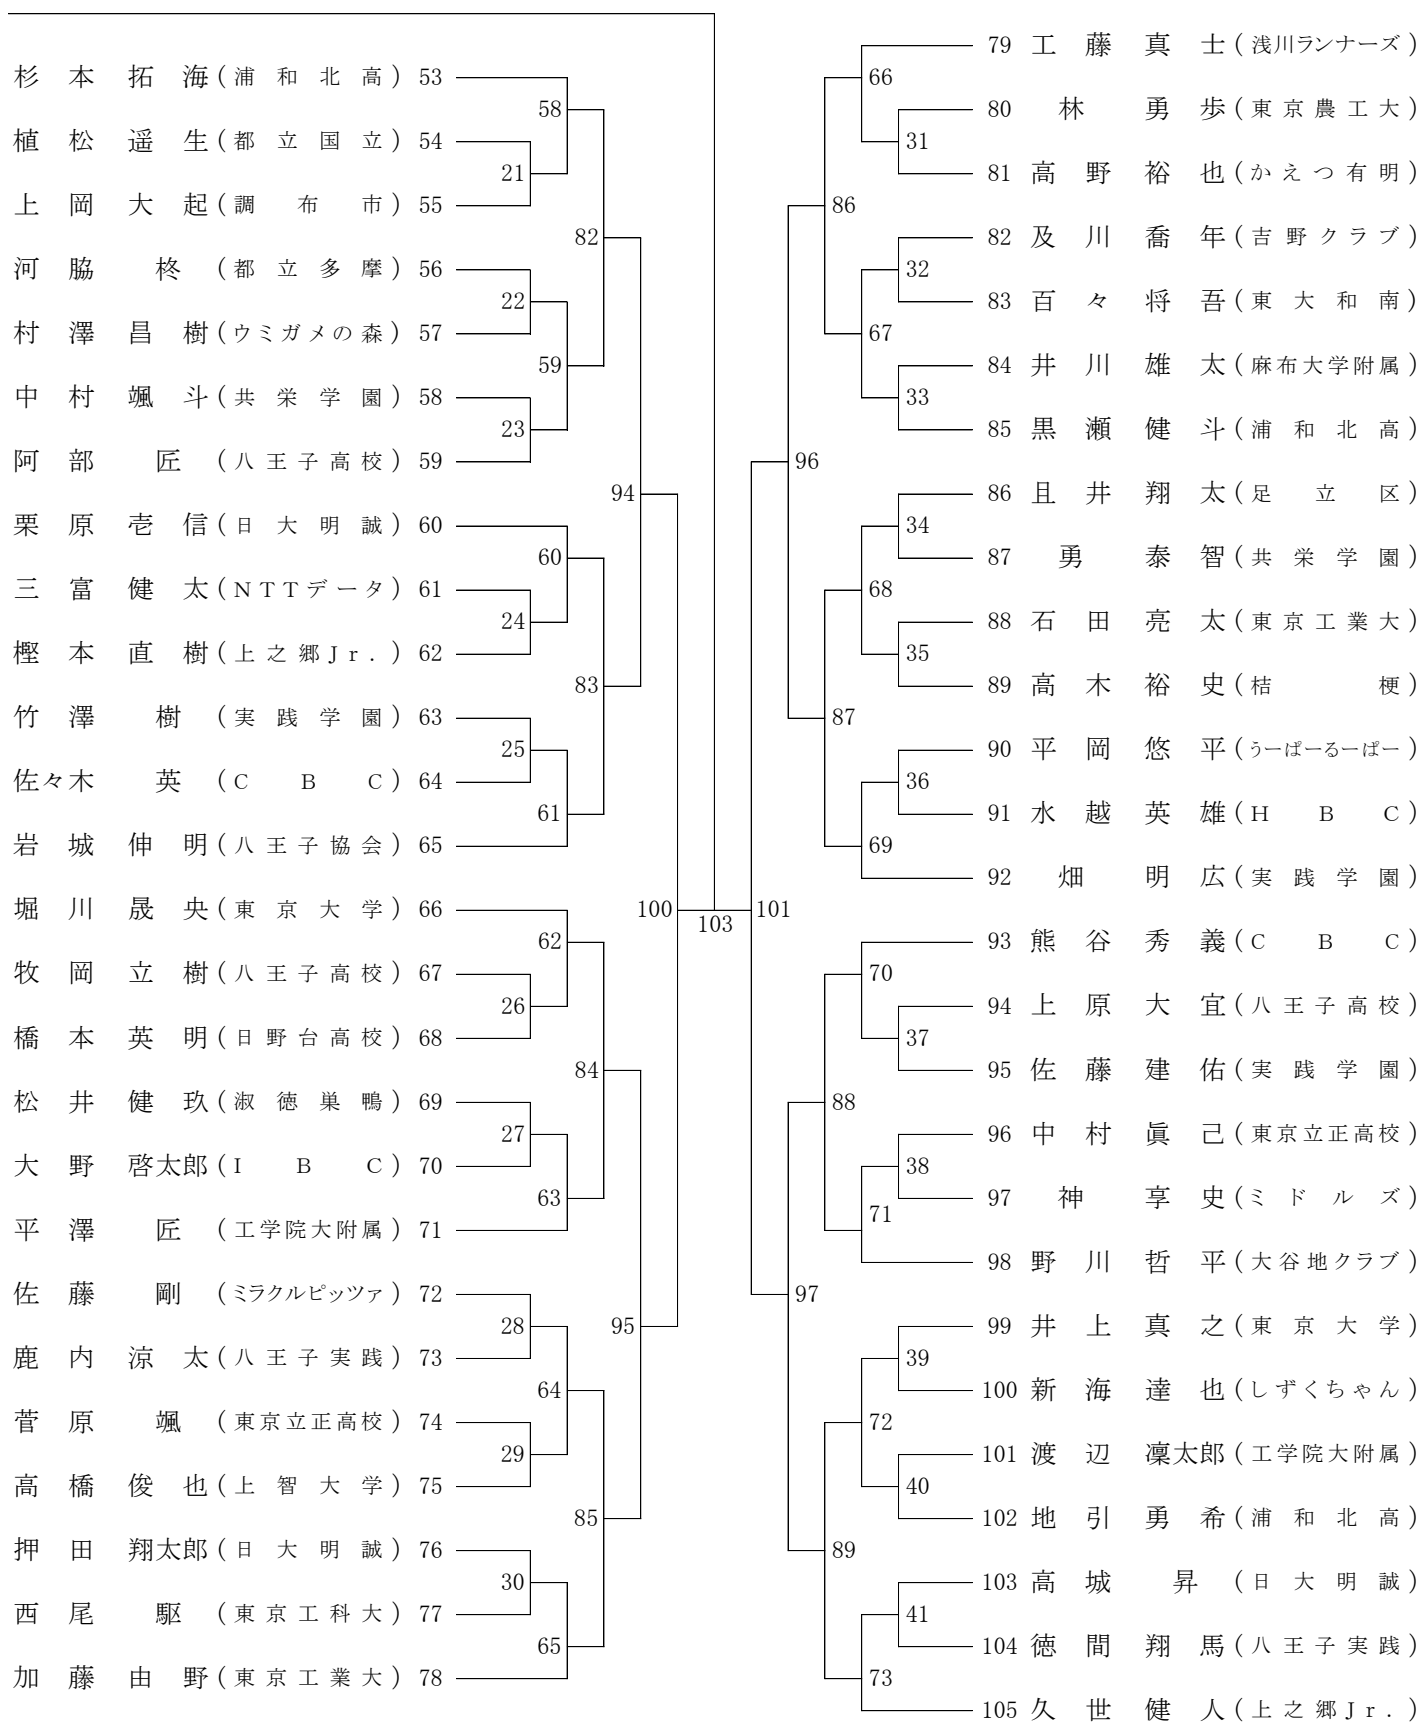 杉本拓海(浦和北高) 53
58
植松遥生(都立国立) 54
21
上岡大起(調布市) 55
82
河脇柊(都立多摩) 56
22
村澤昌樹(ウミガメの森) 57
59
中村颯斗(共栄学園) 58
23
阿部匠(八王子高校) 59
94
栗原壱信(日大明誠) 60
60
三富健太(NTTデータ) 61
24
樫本直樹(上之郷Jr.) 62
83
竹澤樹(実践学園) 63
25
佐々木英(CBC) 64
61
岩城伸明(八王子協会) 65
堀川晟央(東京大学) 66
100
62
牧岡立樹(八王子高校) 67
26
橋本英明(日野台高校) 68
84
松井健玖(淑徳巣鴨) 69
27
大野啓太郎(IBC) 70
63
平澤匠(工学院大附属) 71
佐藤剛(ミラクルピッツァ) 72
28
95
鹿内涼太(八王子実践) 73
64
菅原颯(東京立正高校) 74
29
高橋俊也(上智大学) 75
85
押田翔太郎(日大明誠) 76
30
西尾駆(東京工科大) 77
65
加藤由野(東京工業大) 78
103
79 工藤真士(浅川ランナーズ)
66
80 林勇歩(東京農工大)
31
81 高野裕也(かえつ有明)
86
82 及川喬年(吉野クラブ)
32
83 百々将吾(東大和南)
67
84 井川雄太(麻布大学附属)
33
85 黒瀬健斗(浦和北高)
96
86 且井翔太(足立区)
34
87 勇泰智(共栄学園)
68
88 石田亮太(東京工業大)
35
89 高木裕史(桔梗)
87
90 平岡悠平(うーぱーるーぱー)
36
91 水越英雄(HBC)
69
92 畑明広(実践学園)
101
93 熊谷秀義(CBC)
70
94 上原大宜(八王子高校)
37
95 佐藤建佑(実践学園)
88
96 中村眞己(東京立正高校)
38
97 神享史(ミドルズ)
71
98 野川哲平(大谷地クラブ)
97
99 井上真之(東京大学)
39
100 新海達也(しずくちゃん)
72
101 渡辺凜太郎(工学院大附属)
40
102 地引勇希(浦和北高)
89
103 高城昇(日大明誠)
41
104 徳間翔馬(八王子実践)
73
105 久世健人(上之郷Jr.)